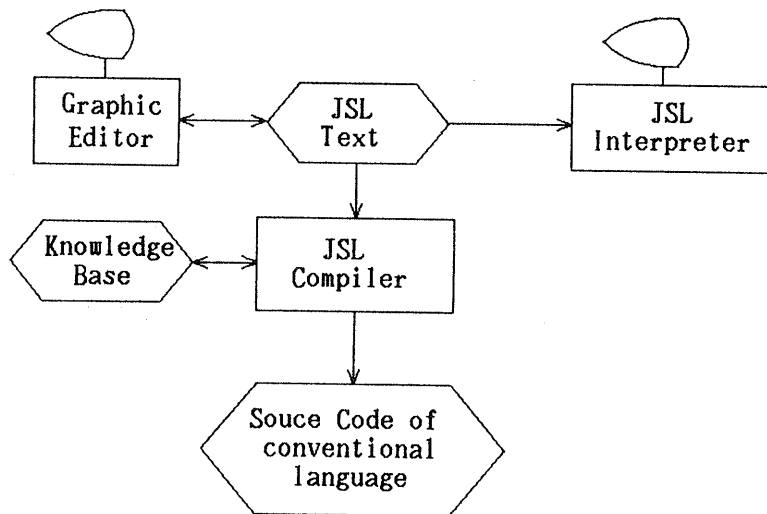 Graphic
Editor
JSL
Text
JSL
Interpreter
Knowledge
Base
JSL
Compiler
Souce Code of
conventional
language